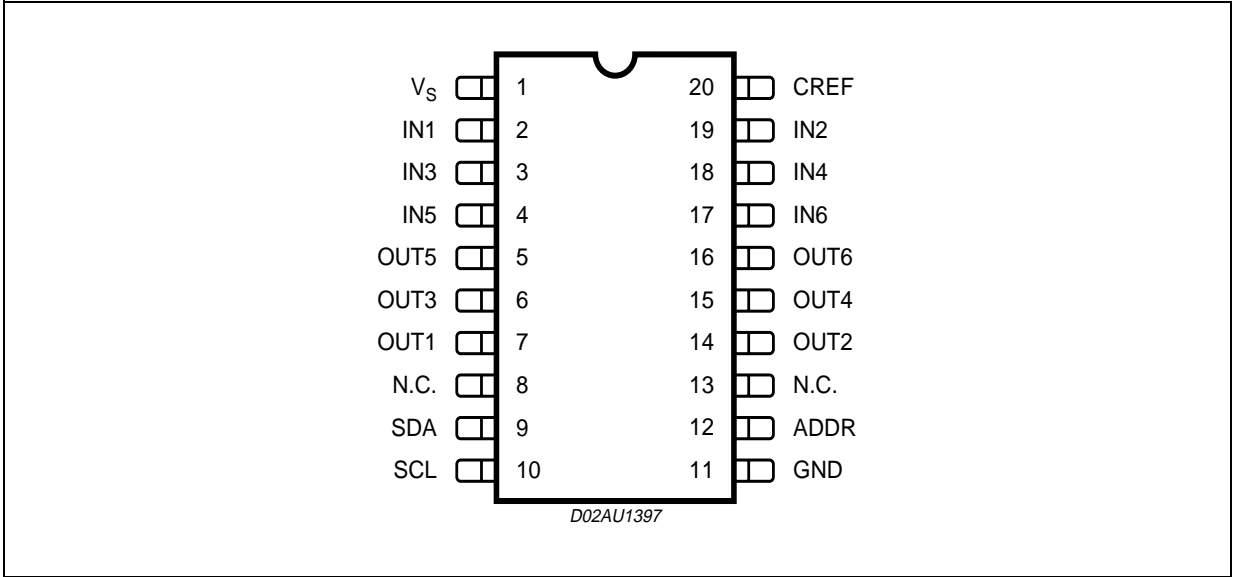 VS 1 20 CREF
IN1 2 19 IN2
IN3 3 18 IN4
IN5 4 17 IN6
OUT5 5 16 OUT6
OUT3 6 15 OUT4
OUT1 7 14 OUT2
N.C. 8 13 N.C.
SDA 9 12 ADDR
SCL 10 11 GND
D02AU1397